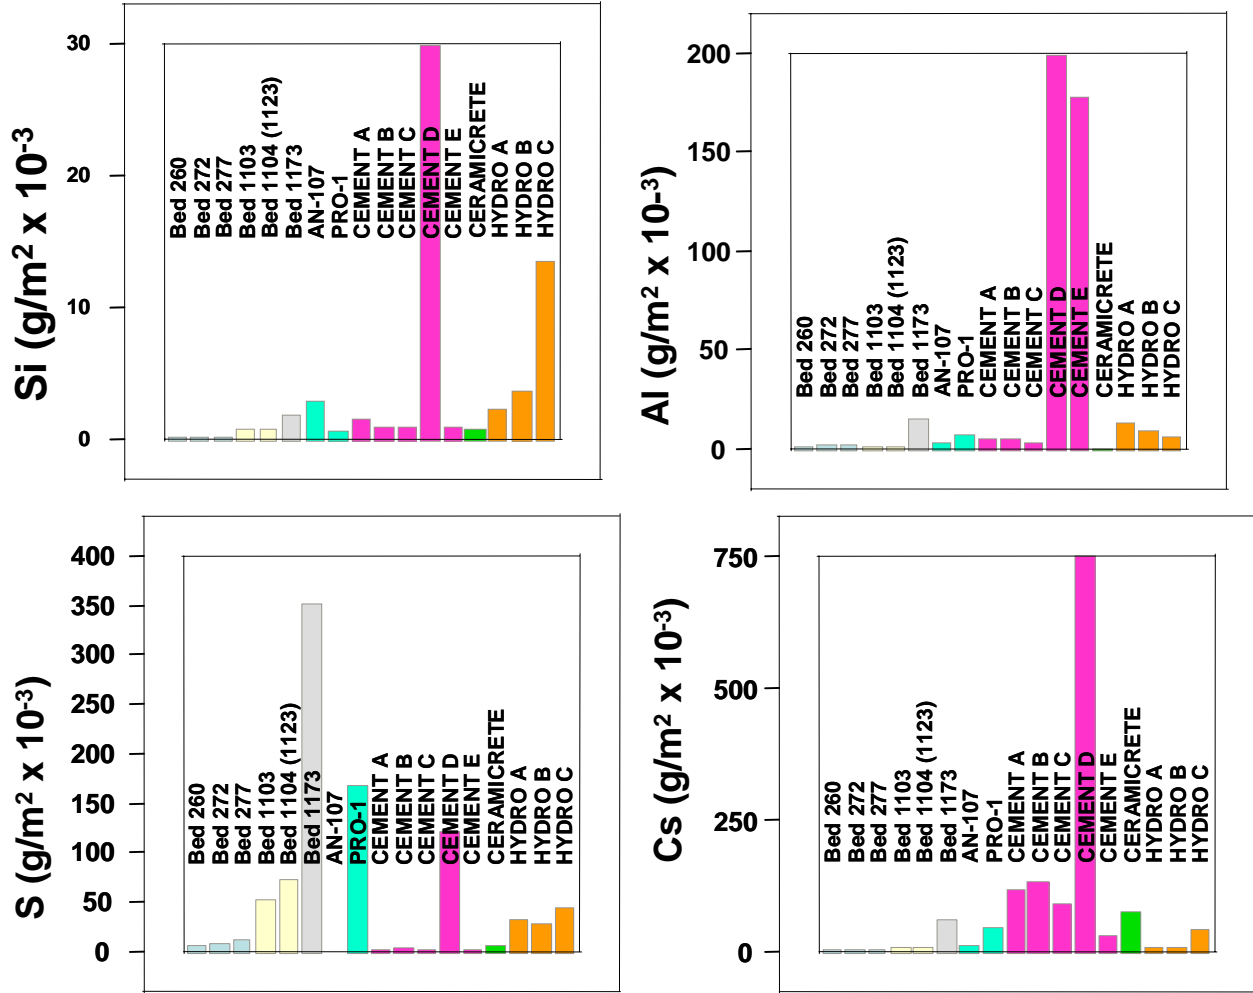 Si (g/m² x 10⁻³
30
20
10
0
Bed 260
Bed 272
Bed 277
Bed 1103
Bed 1104 (1123)
Bed 1173
AN-107
PRO-1
CEMENT A
CEMENT B
CEMENT C
CEMENT D
CEMENT E
CERAMICRETE
HYDRO A
HYDRO B
HYDRO C
Al (g/m² x 10-³)
200
150
100
50
0
Bed 260
Bed 272
Bed 277
Bed 1103
Bed 1104 (1123)
Bed 1173
AN-107
PRO-1
CEMENT A
CEMENT B
CEMENT C
CEMENT D
CEMENT E
CERAMICRETE
HYDRO A
HYDRO B
HYDRO C
S (g/m² x 10⁻³)
400
350
300
250
200
150
100
50
0
Bed 260
Bed 272
Bed 277
Bed 1103
Bed 1104 (1123)
Bed 1173
AN-107
PRO-1
CEMENT A
CEMENT B
CEMENT C
CEMENT D
CEMENT E
CERAMICRETE
HYDRO A
HYDRO B
HYDRO C
Cs (g/m² x 10⁻³)
750
500
250
0
Bed 260
Bed 272
Bed 277
Bed 1103
Bed 1104 (1123)
Bed 1173
AN-107
PRO-1
CEMENT A
CEMENT B
CEMENT C
CEMENT D
CEMENT E
CERAMICRETE
HYDRO A
HYDRO B
HYDRO C